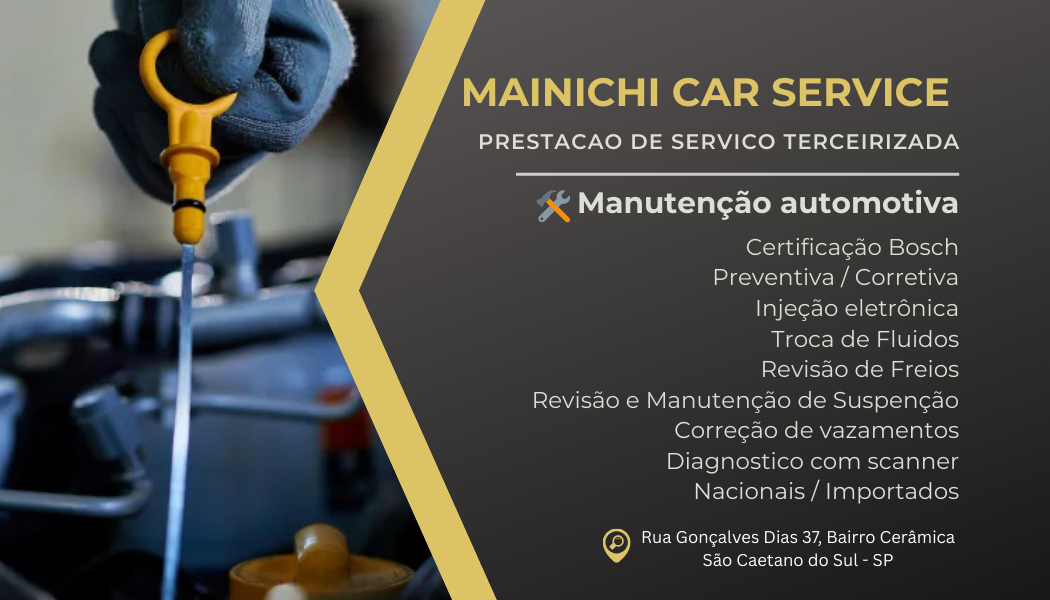 MAINICHI CAR SERVICE
PRESTACAO DE SERVICO TERCEIRIZADA
🛠️ Manutenção automotiva
Certificação Bosch
Preventiva / Corretiva
Injeção eletrônica
Troca de Fluidos
Revisão de Freios
Revisão e Manutenção de Suspenção
Correção de vazamentos
Diagnostico com scanner
Nacionais / Importados
Rua Gonçalves Dias 37, Bairro Cerâmica
São Caetano do Sul - SP